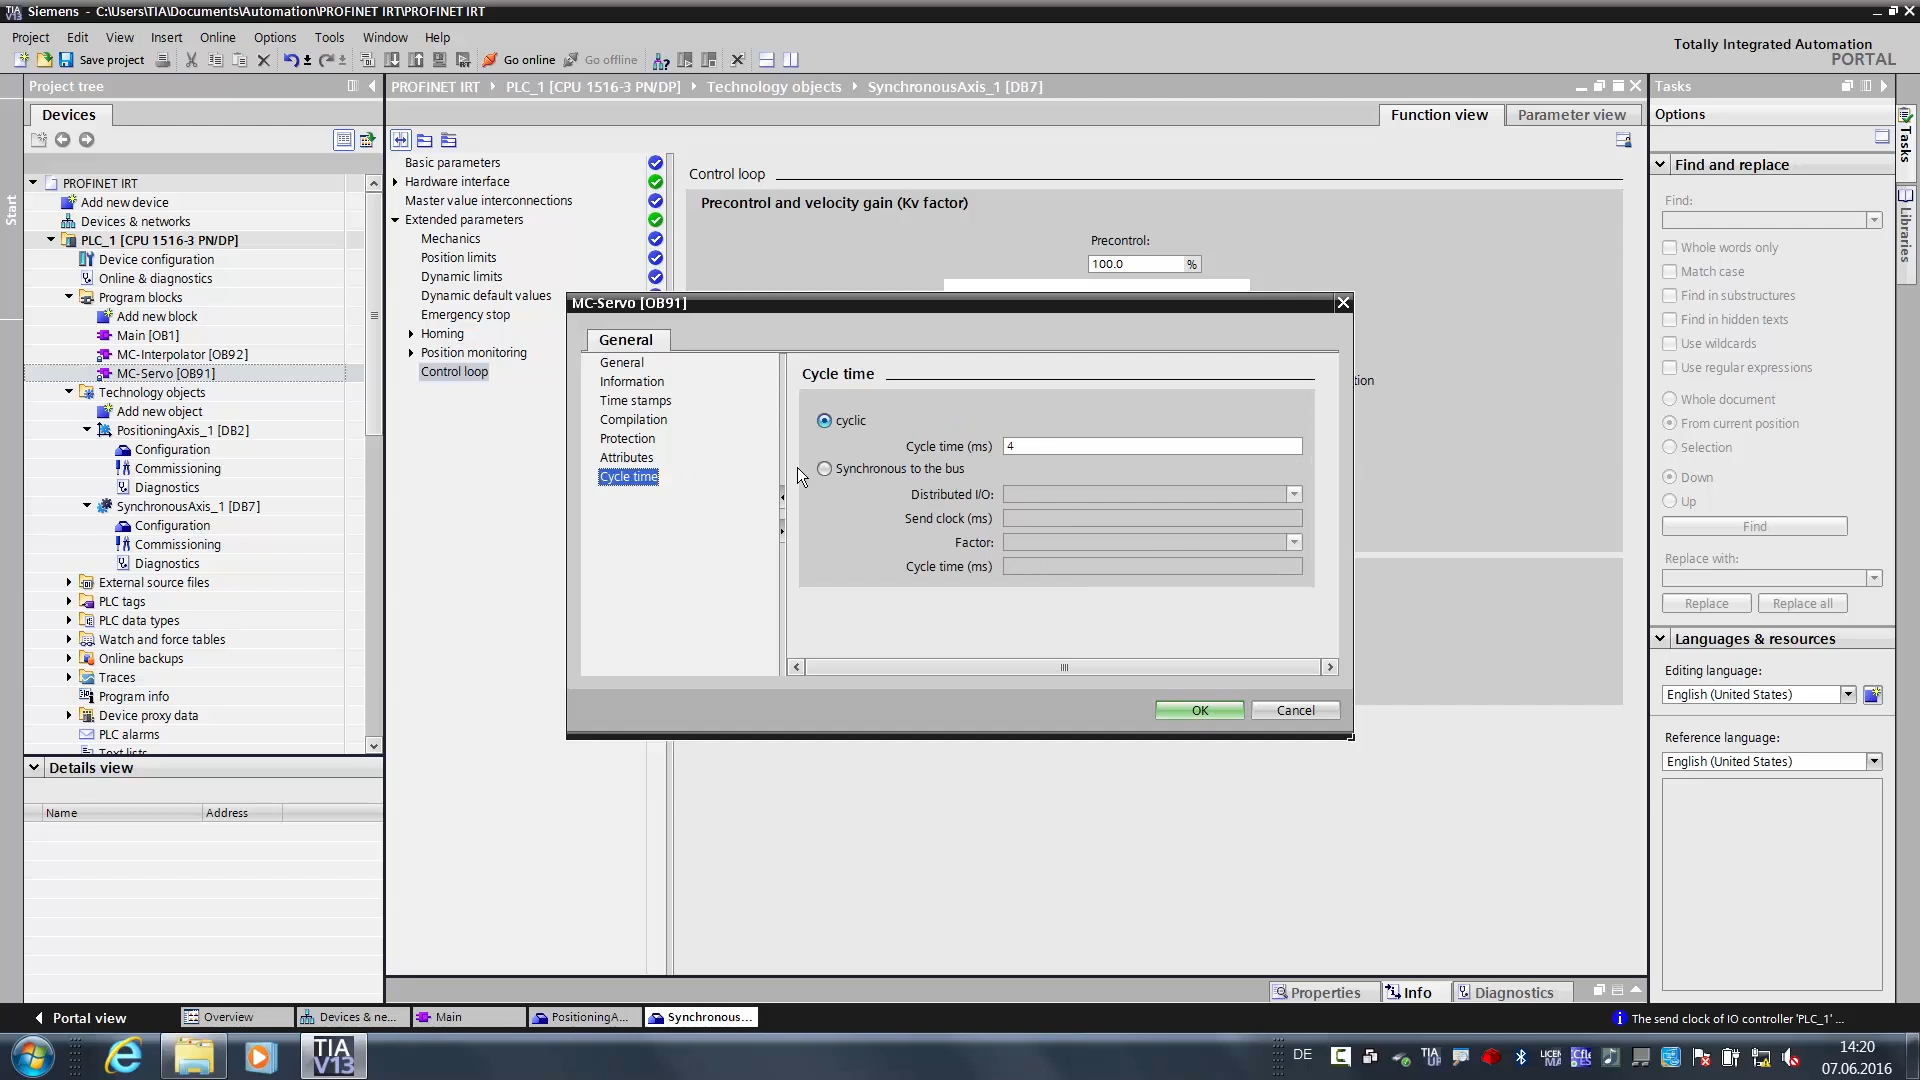 Siemens - C:\Users\TIA\Documents\Automation\PROFINET IRT\PROFINET IRT
Project Edit View Insert Online Options Tools Window Help
Totally Integrated Automation
PORTAL
Save project
Go online
Go offline
Project tree
PROFINET IRT
PLC_1 [CPU 1516-3 PN/DP]
Technology objects
SynchronousAxis_1 [DB7]
Tasks
Devices
Function view
Parameter view
Options
Start
PROFINET IRT
Add new device
Devices & networks
PLC_1 [CPU 1516-3 PN/DP]
Device configuration
Online & diagnostics
Program blocks
Add new block
Main [OB1]
MC-Interpolator [OB92]
MC-Servo [OB91]
Technology objects
Add new object
PositioningAxis_1 [DB2]
Configuration
Commissioning
Diagnostics
SynchronousAxis_1 [DB7]
Configuration
Commissioning
Diagnostics
External source files
PLC tags
PLC data types
Watch and force tables
Online backups
Traces
Program info
Device proxy data
PLC alarms
Text lists
Details view
Name
Address
Basic parameters
Hardware interface
Master value interconnections
Extended parameters
Mechanics
Position limits
Dynamic limits
Dynamic default values
Emergency stop
Homing
Position monitoring
Control loop
Control loop
Precontrol and velocity gain (Kv factor)
Precontrol:
100.0 %
tion
MC-Servo [OB91]
General
General
Information
Time stamps
Compilation
Protection
Attributes
Cycle time
Cycle time
cyclic
Cycle time (ms) 4
Synchronous to the bus
Distributed I/O:
Send clock (ms)
Factor:
Cycle time (ms)
OK
Cancel
Find and replace
Find:
Whole words only
Match case
Find in substructures
Find in hidden texts
Use wildcards
Use regular expressions
Whole document
From current position
Selection
Down
Up
Find
Replace with:
Replace
Replace all
Languages & resources
Editing language:
English (United States)
Reference language:
English (United States)
Tasks
Libraries
Properties
Info
Diagnostics
Portal view
Overview
Devices & ne...
Main
PositioningA...
Synchronous...
The send clock of IO controller 'PLC_1' ...
TIA
V13
DE
14:20
07.06.2016